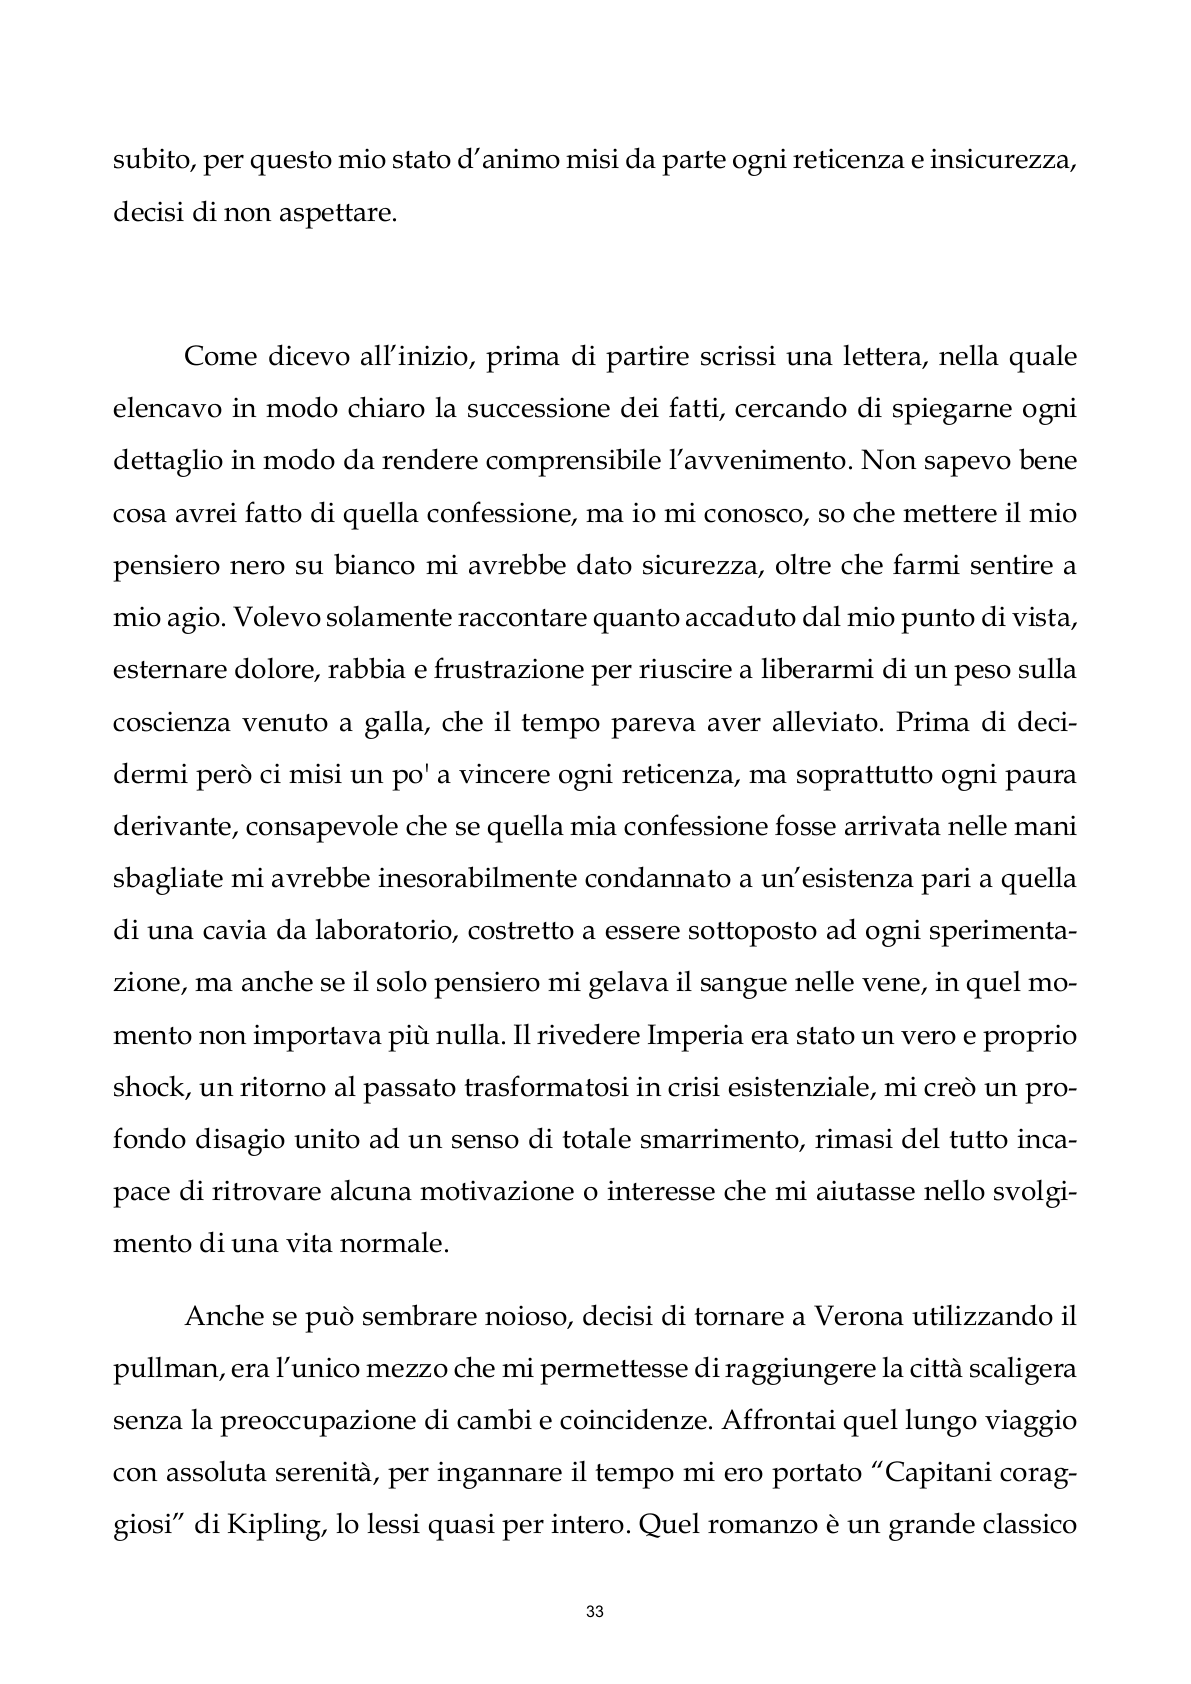 subito, per questo mio stato d’animo misi da parte ogni reticenza e insicurezza,
decisi di non aspettare.
Come dicevo all’inizio, prima di partire scrissi una lettera, nella quale
elencavo in modo chiaro la successione dei fatti, cercando di spiegarne ogni
dettaglio in modo da rendere comprensibile l’avvenimento. Non sapevo bene
cosa avrei fatto di quella confessione, ma io mi conosco, so che mettere il mio
pensiero nero su bianco mi avrebbe dato sicurezza, oltre che farmi sentire a
mio agio. Volevo solamente raccontare quanto accaduto dal mio punto di vista,
esternare dolore, rabbia e frustrazione per riuscire a liberarmi di un peso sulla
coscienza venuto a galla, che il tempo pareva aver alleviato. Prima di deci-
dermi però ci misi un po' a vincere ogni reticenza, ma soprattutto ogni paura
derivante, consapevole che se quella mia confessione fosse arrivata nelle mani
sbagliate mi avrebbe inesorabilmente condannato a un’esistenza pari a quella
di una cavia da laboratorio, costretto a essere sottoposto ad ogni sperimenta-
zione, ma anche se il solo pensiero mi gelava il sangue nelle vene, in quel mo-
mento non importava più nulla. Il rivedere Imperia era stato un vero e proprio
shock, un ritorno al passato trasformatosi in crisi esistenziale, mi creò un pro-
fondo disagio unito ad un senso di totale smarrimento, rimasi del tutto inca-
pace di ritrovare alcuna motivazione o interesse che mi aiutasse nello svolgi-
mento di una vita normale.
Anche se può sembrare noioso, decisi di tornare a Verona utilizzando il
pullman, era l’unico mezzo che mi permettesse di raggiungere la città scaligera
senza la preoccupazione di cambi e coincidenze. Affrontai quel lungo viaggio
con assoluta serenità, per ingannare il tempo mi ero portato “Capitani corag-
giosi” di Kipling, lo lessi quasi per intero. Quel romanzo è un grande classico
33